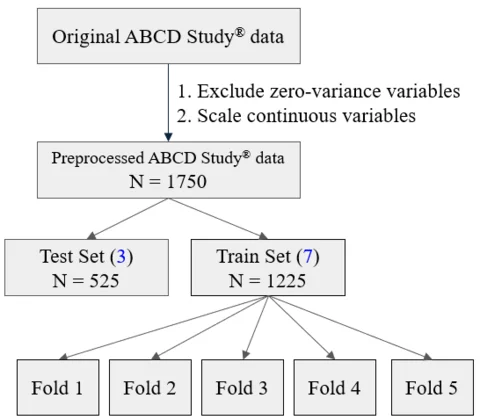 Original ABCD Study® data
1. Exclude zero-variance variables
2. Scale continuous variables
Preprocessed ABCD Study® data
N = 1750
Test Set (3)
N = 525
Train Set (7)
N = 1225
Fold 1
Fold 2
Fold 3
Fold 4
Fold 5